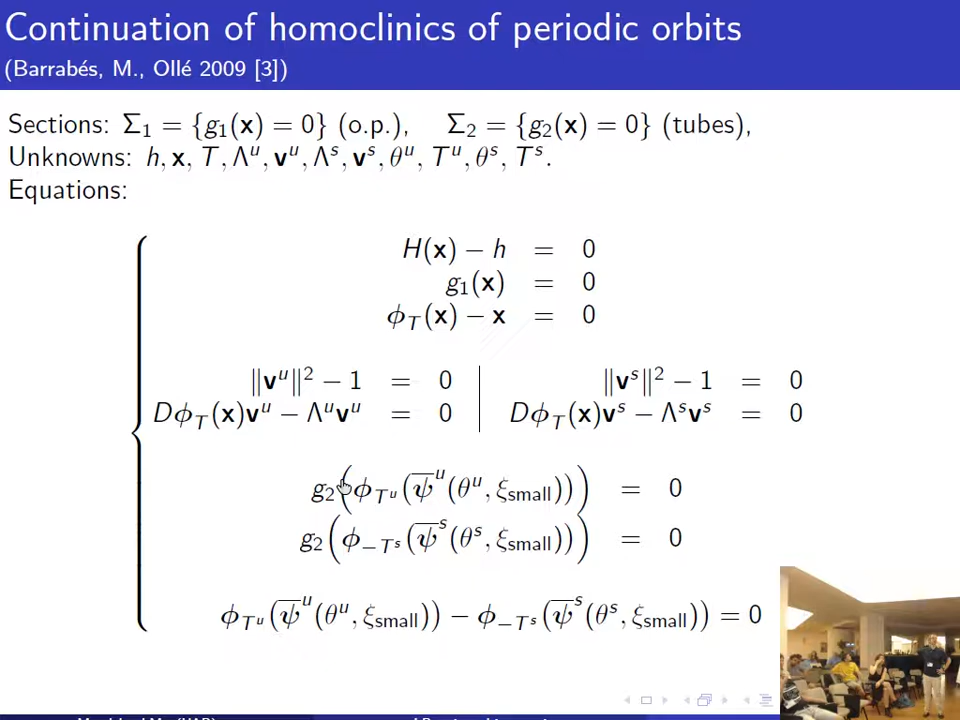 Continuation of homoclinics of periodic orbits
(Barrabés, M., Ollé 2009 [3])
Sections: Σ₁ = {g₁(x) = 0} (o.p.), Σ₂ = {g₂(x) = 0} (tubes),
Unknowns: h, x, T, Λᵘ, vᵘ, Λˢ, vˢ, θᵘ, Tᵘ, θˢ, Tˢ.
Equations:
H(x) − h = 0
g₁(x) = 0
ϕ_T(x) − x = 0
‖vᵘ‖² − 1 = 0
Dϕ_T(x)vᵘ − Λᵘvᵘ = 0
‖vˢ‖² − 1 = 0
Dϕ_T(x)vˢ − Λˢvˢ = 0
g₂(ϕ_{Tᵘ}(ψ̅ᵘ(θᵘ, ξ_small))) = 0
g₂(ϕ_{−Tˢ}(ψ̅ˢ(θˢ, ξ_small))) = 0
ϕ_{Tᵘ}(ψ̅ᵘ(θᵘ, ξ_small)) − ϕ_{−Tˢ}(ψ̅ˢ(θˢ, ξ_small)) = 0